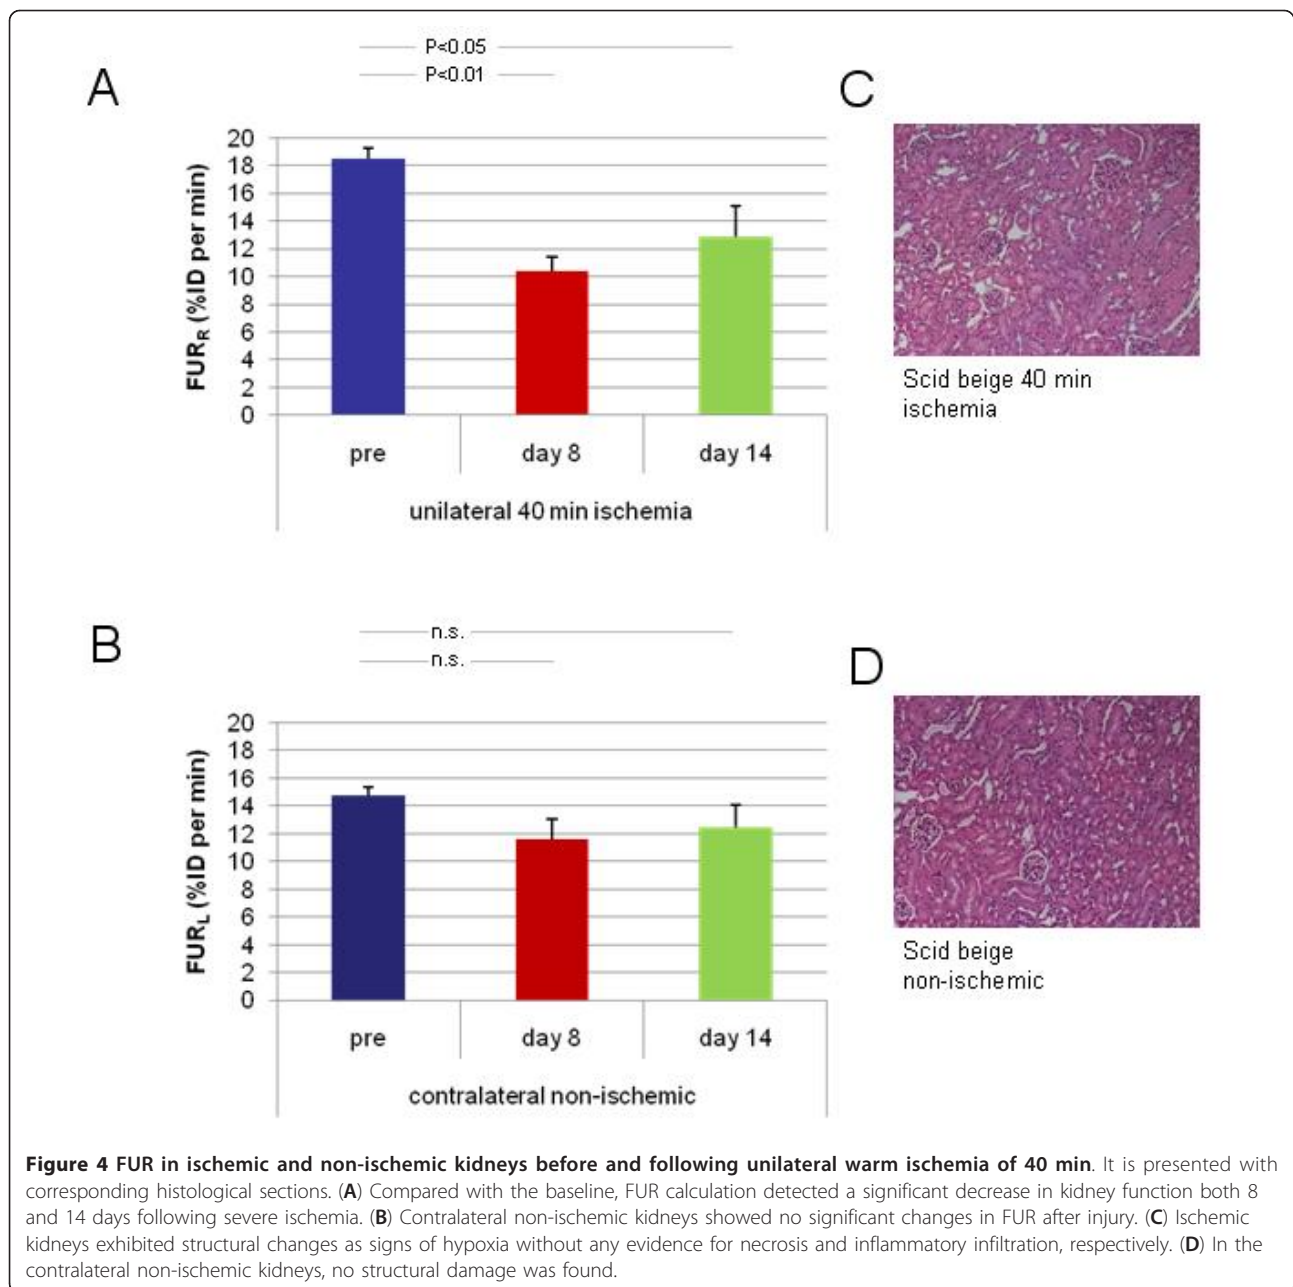 A
P<0.05
P<0.01
FURR (%ID per min)
20
18
16
14
12
10
8
6
4
2
0
pre day 8 day 14
unilateral 40 min ischemia
C
Scid beige 40 min
ischemia
B
n.s.
n.s.
FURL (%ID per min)
20
18
16
14
12
10
8
6
4
2
0
pre day 8 day 14
contralateral non-ischemic
D
Scid beige
non-ischemic
Figure 4 FUR in ischemic and non-ischemic kidneys before and following unilateral warm ischemia of 40 min. It is presented with
corresponding histological sections. (A) Compared with the baseline, FUR calculation detected a significant decrease in kidney function both 8
and 14 days following severe ischemia. (B) Contralateral non-ischemic kidneys showed no significant changes in FUR after injury. (C) Ischemic
kidneys exhibited structural changes as signs of hypoxia without any evidence for necrosis and inflammatory infiltration, respectively. (D) In the
contralateral non-ischemic kidneys, no structural damage was found.